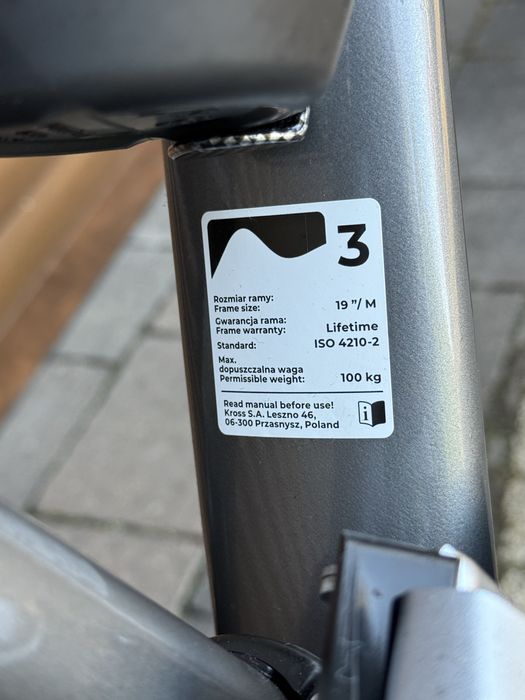 3
Rozmiar ramy:
Frame size: 19 ”/ M
Gwarancja rama:
Frame warranty: Lifetime
Standard: ISO 4210-2
Max.
dopuszczalna waga
Permissible weight: 100 kg
Read manual before use!
Kross S.A. Leszno 46,
06-300 Przasnysz, Poland
i